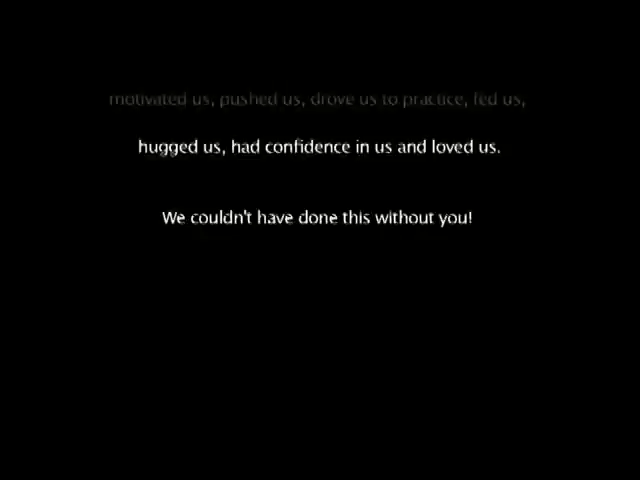 motivated us, pushed us, drove us to practice, fed us,
hugged us, had confidence in us and loved us.
We couldn't have done this without you!